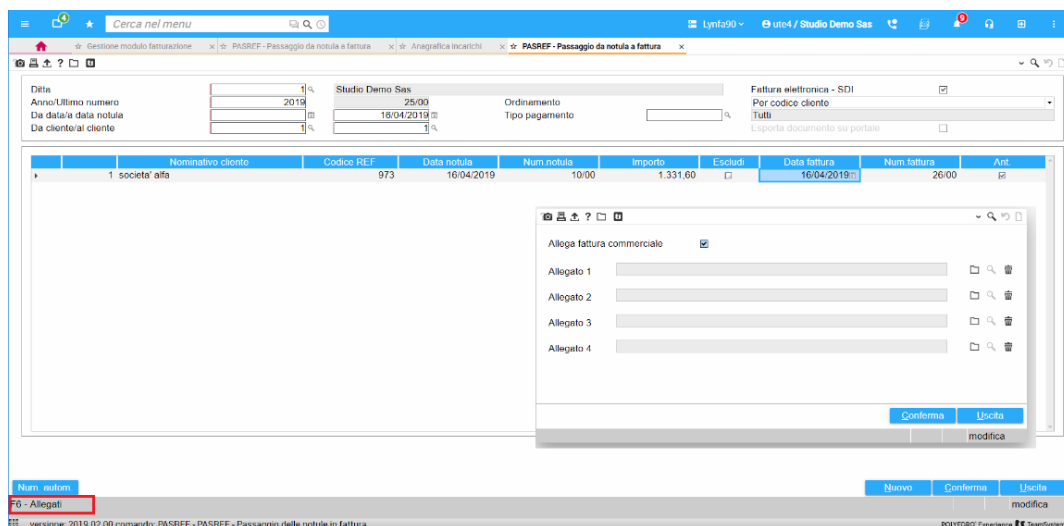 4 Cerca nel menu Lynfa90 ute4 / Studio Demo Sas 9
Gestione modulo fatturazione × PASREF - Passaggio da notula a fattura × Anagrafica incarichi × PASREF - Passaggio da notula a fattura ×
Ditta 1 Studio Demo Sas Fattura elettronica - SDI
Anno/Ultimo numero 2019 25/00 Ordinamento Per codice cliente
Da data/a data notula 16/04/2019 Tipo pagamento Tutti
Da cliente/al cliente 1 1 Esporta documento su portale
Nominativo cliente Codice REF Data notula Num.notula Importo Escludi Data fattura Num.fattura Ant.
1 societa' alfa 973 16/04/2019 10/00 1.331,60 16/04/2019 26/00
Allega fattura commerciale
Allegato 1
Allegato 2
Allegato 3
Allegato 4
Conferma Uscita
modifica
Num. autom Nuovo Conferma Uscita
F6 - Allegati modifica
versione: 2019.02.00 comando: PASREF - PASREF - Passaggio delle notule in fattura POLYEDRO® Experience TeamSystem